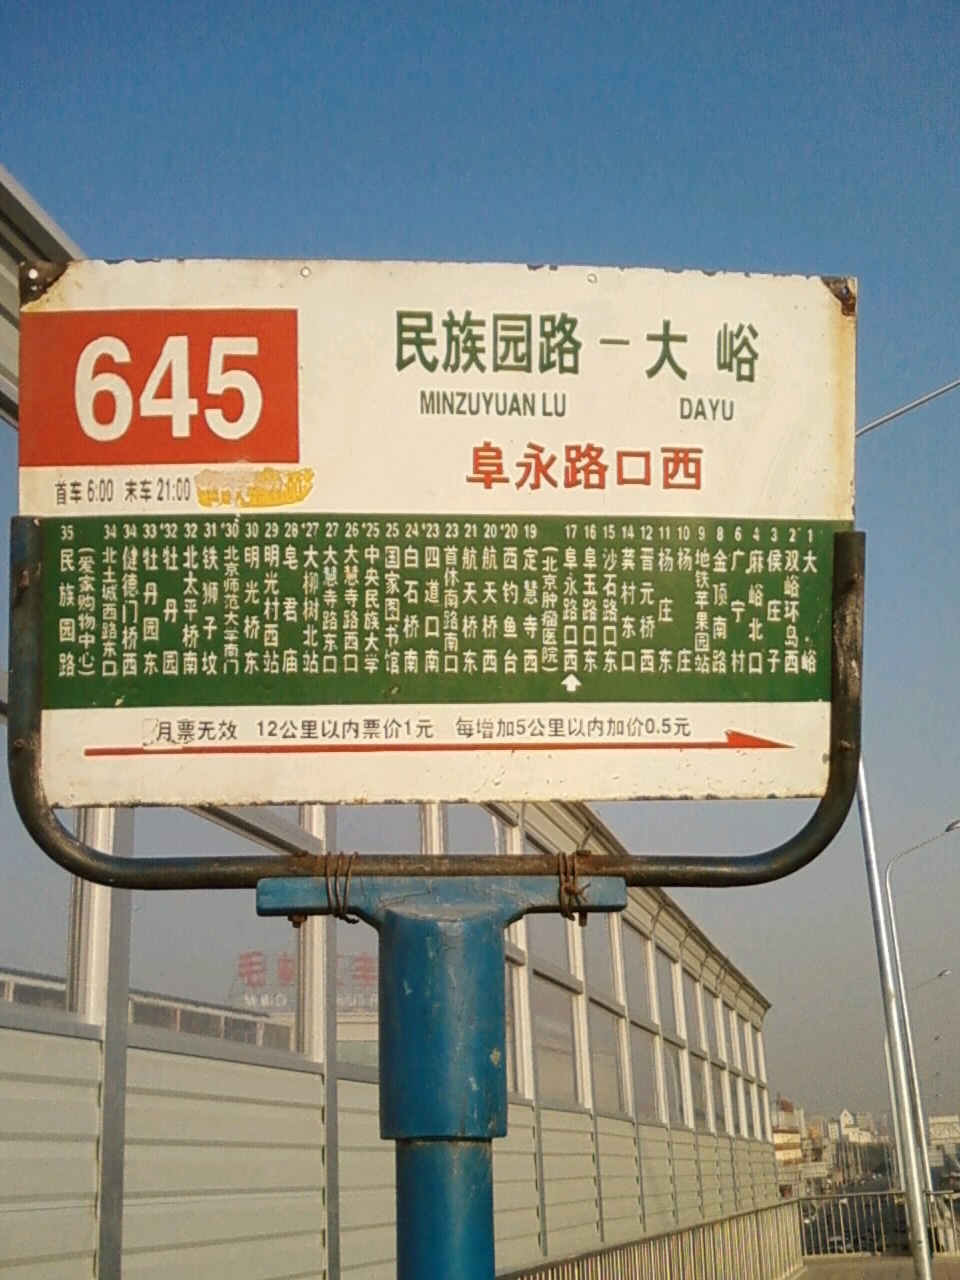 645
民族园路－大 峪
MINZUYUAN LU DAYU
阜永路口西
首车 6:00 末车 21:00
35 民族园路
(爱家购物中心)
34 北土城西路东口
34 健德门桥西
33 牡丹园东
*32 牡丹园
32 北太平桥南
31 铁狮子坟
*30 北京师范大学南门
30 明光桥东
29 明光村西站
28 皂君庙
*27 大柳树北站
27 大慧寺路东口
26 大慧寺路西口
*25 中央民族大学
25 国家图书馆
24 白石桥南
*23 四道口南
23 首体南路南口
21 航天桥东
20 航天桥西
*20 西钓鱼台
19 定慧寺西
(北京肿瘤医院)
17 阜永路口西
16 阜玉路口东
15 沙石路口东
14 龚村东口
12 晋元桥西
11 杨庄东
10 杨庄
9 地铁苹果园站
8 金顶南路
6 广宁村
4 麻峪北口
3 侯庄子
2 双峪环岛西
1 大峪
月票无效 12公里以内票价1元 每增加5公里以内加价0.5元